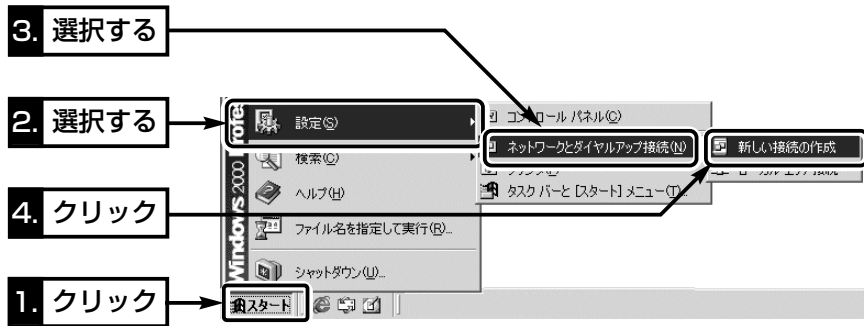 3. 選択する
2. 選択する
4. クリック
1. クリック
Windows 2000 Profes
設定(S)
検索(C)
ヘルプ(H)
ファイル名を指定して実行(R)...
シャットダウン(U)...
スタート
コントロール パネル(C)
ネットワークとダイヤルアップ接続(N)
タスク バーと [スタート] メニュー(T)...
新しい接続の作成